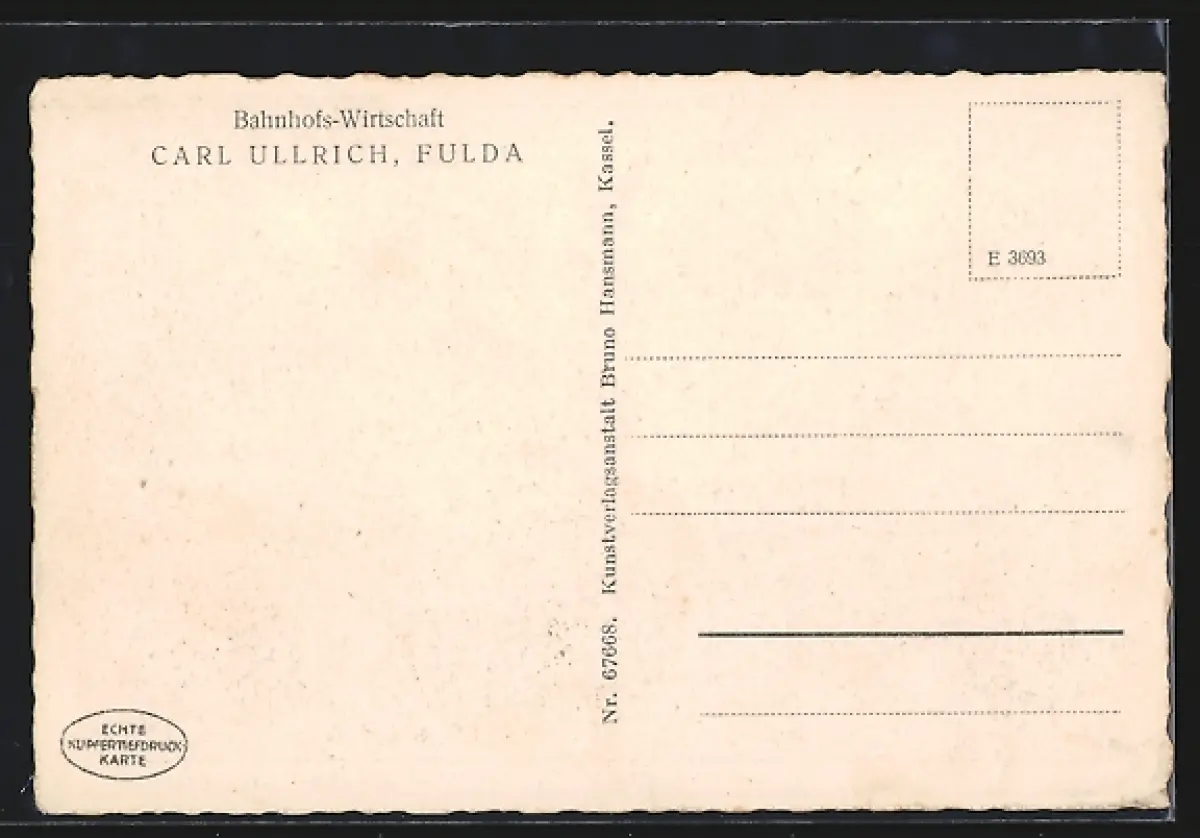 Bahnhofs-Wirtschaft
CARL ULLRICH, FULDA
Nr. 67668. Kunstverlagsanstalt Bruno Hansmann, Kassel.
E 3693
ECHTE
KUPFERTIEFDRUCK
KARTE